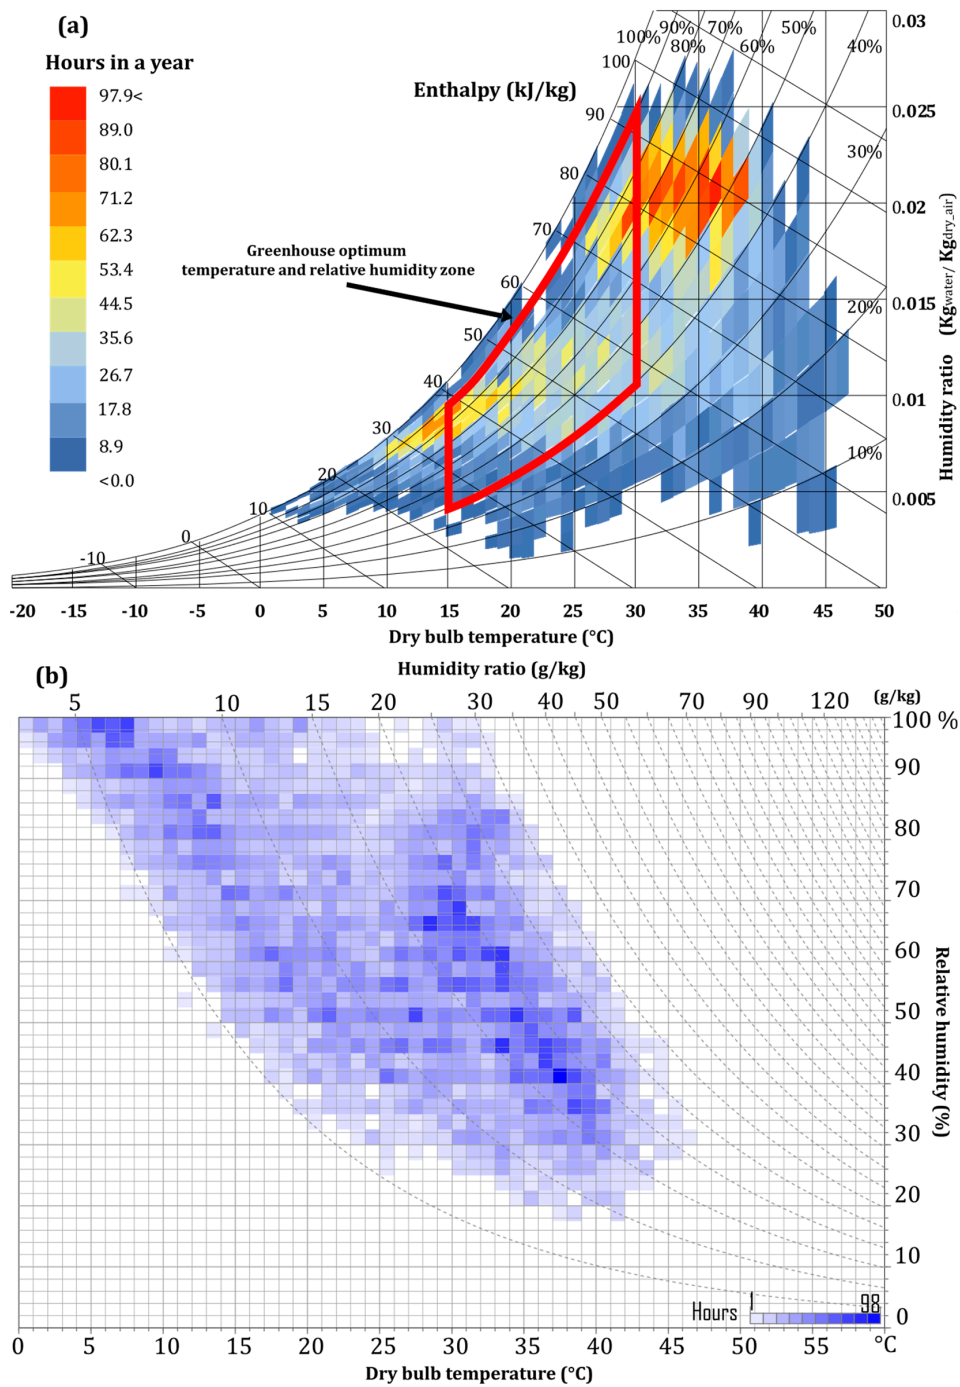 (a)
Hours in a year
97.9<
89.0
80.1
71.2
62.3
53.4
44.5
35.6
26.7
17.8
8.9
<0.0
Enthalpy (kJ/kg)
Greenhouse optimum
temperature and relative humidity zone
100% 90% 80% 70% 60% 50% 40%
30%
20%
10%
100
90
80
70
60
50
40
30
20
10
0
-10
0.03
0.025
0.02
0.015
0.01
0.005
Humidity ratio (Kgwater/ Kgdry_air)
-20 -15 -10 0 5 10 15 20 25 30 35 40 45 50
Dry bulb temperature (°C)
(b)
Humidity ratio (g/kg)
5 10 15 20 30 40 50 70 90 120 (g/kg)
100 %
90
80
70
60
50
40
30
20
10
0
Relative humidity (%)
Hours 1 98
0 5 10 15 20 25 30 35 40 45 50 55 C
Dry bulb temperature (°C)